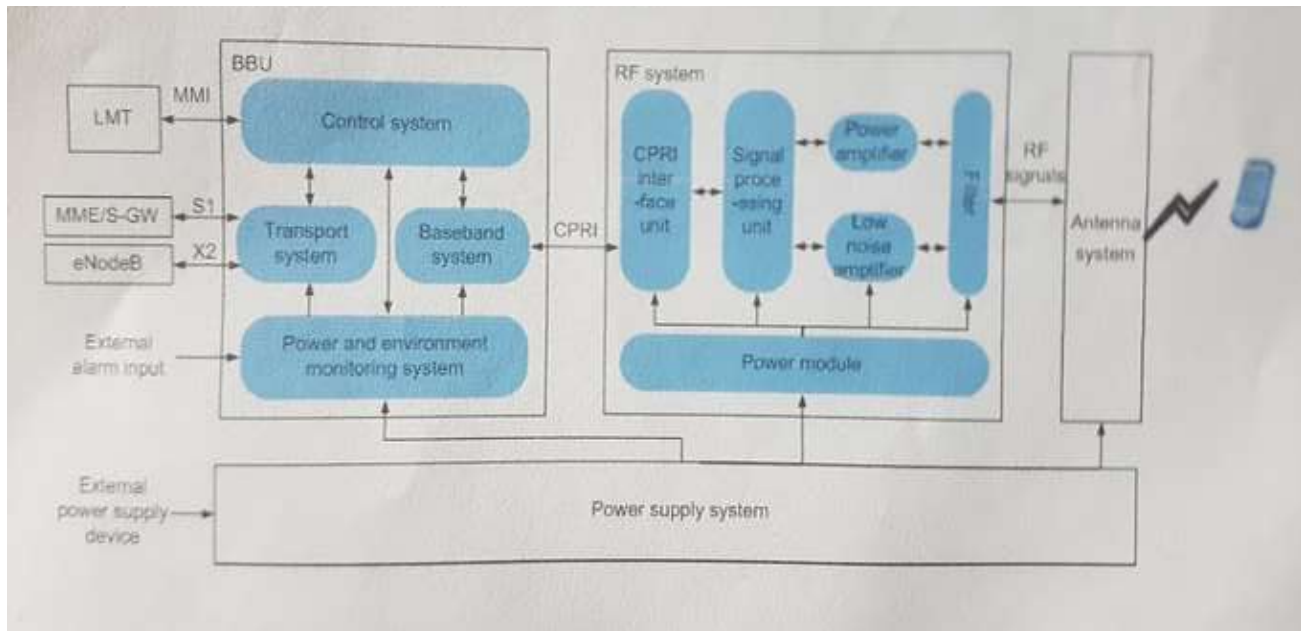 BBU
RF system
LMT
MMI
Control system
CPRI
inter
-face
unit
Signal
proce
-ssing
unit
Power
amplifier
Filter
RF
signals
MME/S-GW
S1
eNodeB
X2
Transport
system
Baseband
system
CPRI
Low
noise
amplifier
Antenna
system
External
alarm input
Power and environment
monitoring system
Power module
External
power supply
device
Power supply system